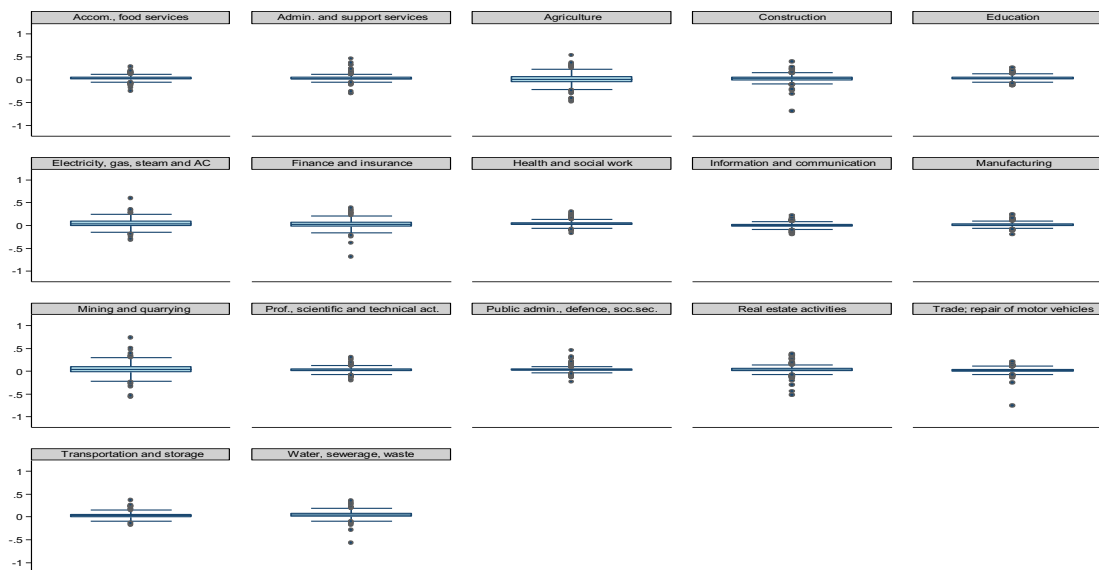 Accom., food services
Admin. and support services
Agriculture
Construction
Education
1
.5
0
-.5
-1
Electricity, gas, steam and AC
Finance and insurance
Health and social work
Information and communication
Manufacturing
1
.5
0
-.5
-1
Mining and quarrying
Prof., scientific and technical act.
Public admin., defence, soc.sec.
Real estate activities
Trade; repair of motor vehicles
1
.5
0
-.5
-1
Transportation and storage
Water, sewerage, waste
1
.5
0
-.5
-1